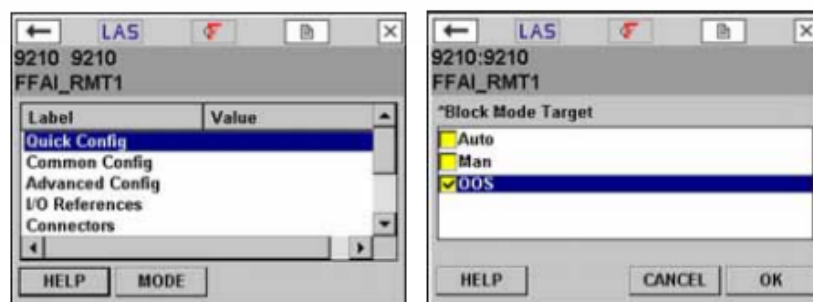 LAS
9210 9210
FFAI_RMT1
Label Value
Quick Config
Common Config
Advanced Config
I/O References
Connectors
HELP MODE
LAS
9210:9210
FFAI_RMT1
*Block Mode Target
Auto
Man
OOS
HELP CANCEL OK